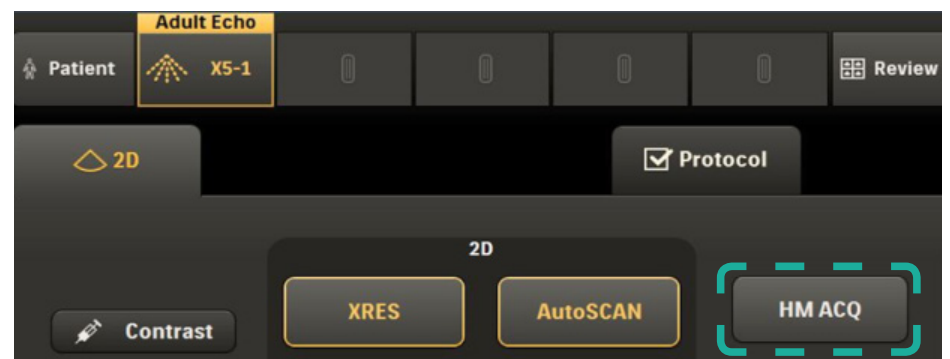 Adult Echo
Patient
X5-1
Review
2D
Protocol
2D
XRES
AutoSCAN
HM ACQ
Contrast